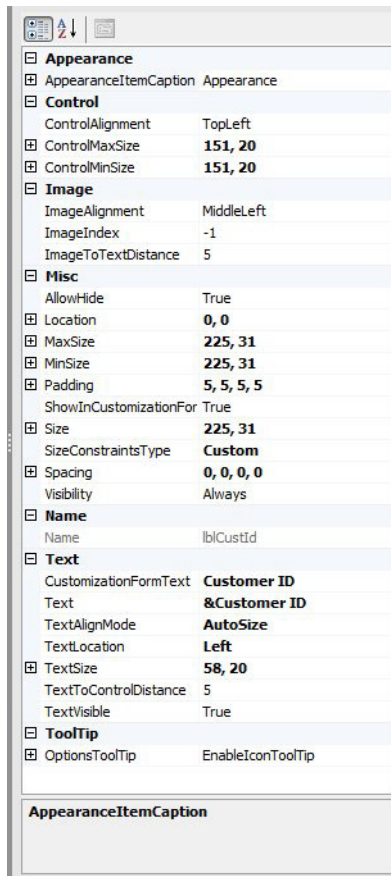 Appearance
AppearanceItemCaption Appearance
Control
ControlAlignment TopLeft
ControlMaxSize 151, 20
ControlMinSize 151, 20
Image
ImageAlignment MiddleLeft
ImageIndex -1
ImageToTextDistance 5
Misc
AllowHide True
Location 0, 0
MaxSize 225, 31
MinSize 225, 31
Padding 5, 5, 5, 5
ShowInCustomizationFor True
Size 225, 31
SizeConstraintsType Custom
Spacing 0, 0, 0, 0
Visibility Always
Name
Name lblCustId
Text
CustomizationFormText Customer ID
Text &Customer ID
TextAlignMode AutoSize
TextLocation Left
TextSize 58, 20
TextToControlDistance 5
TextVisible True
ToolTip
OptionsToolTip EnableIconToolTip
AppearanceItemCaption